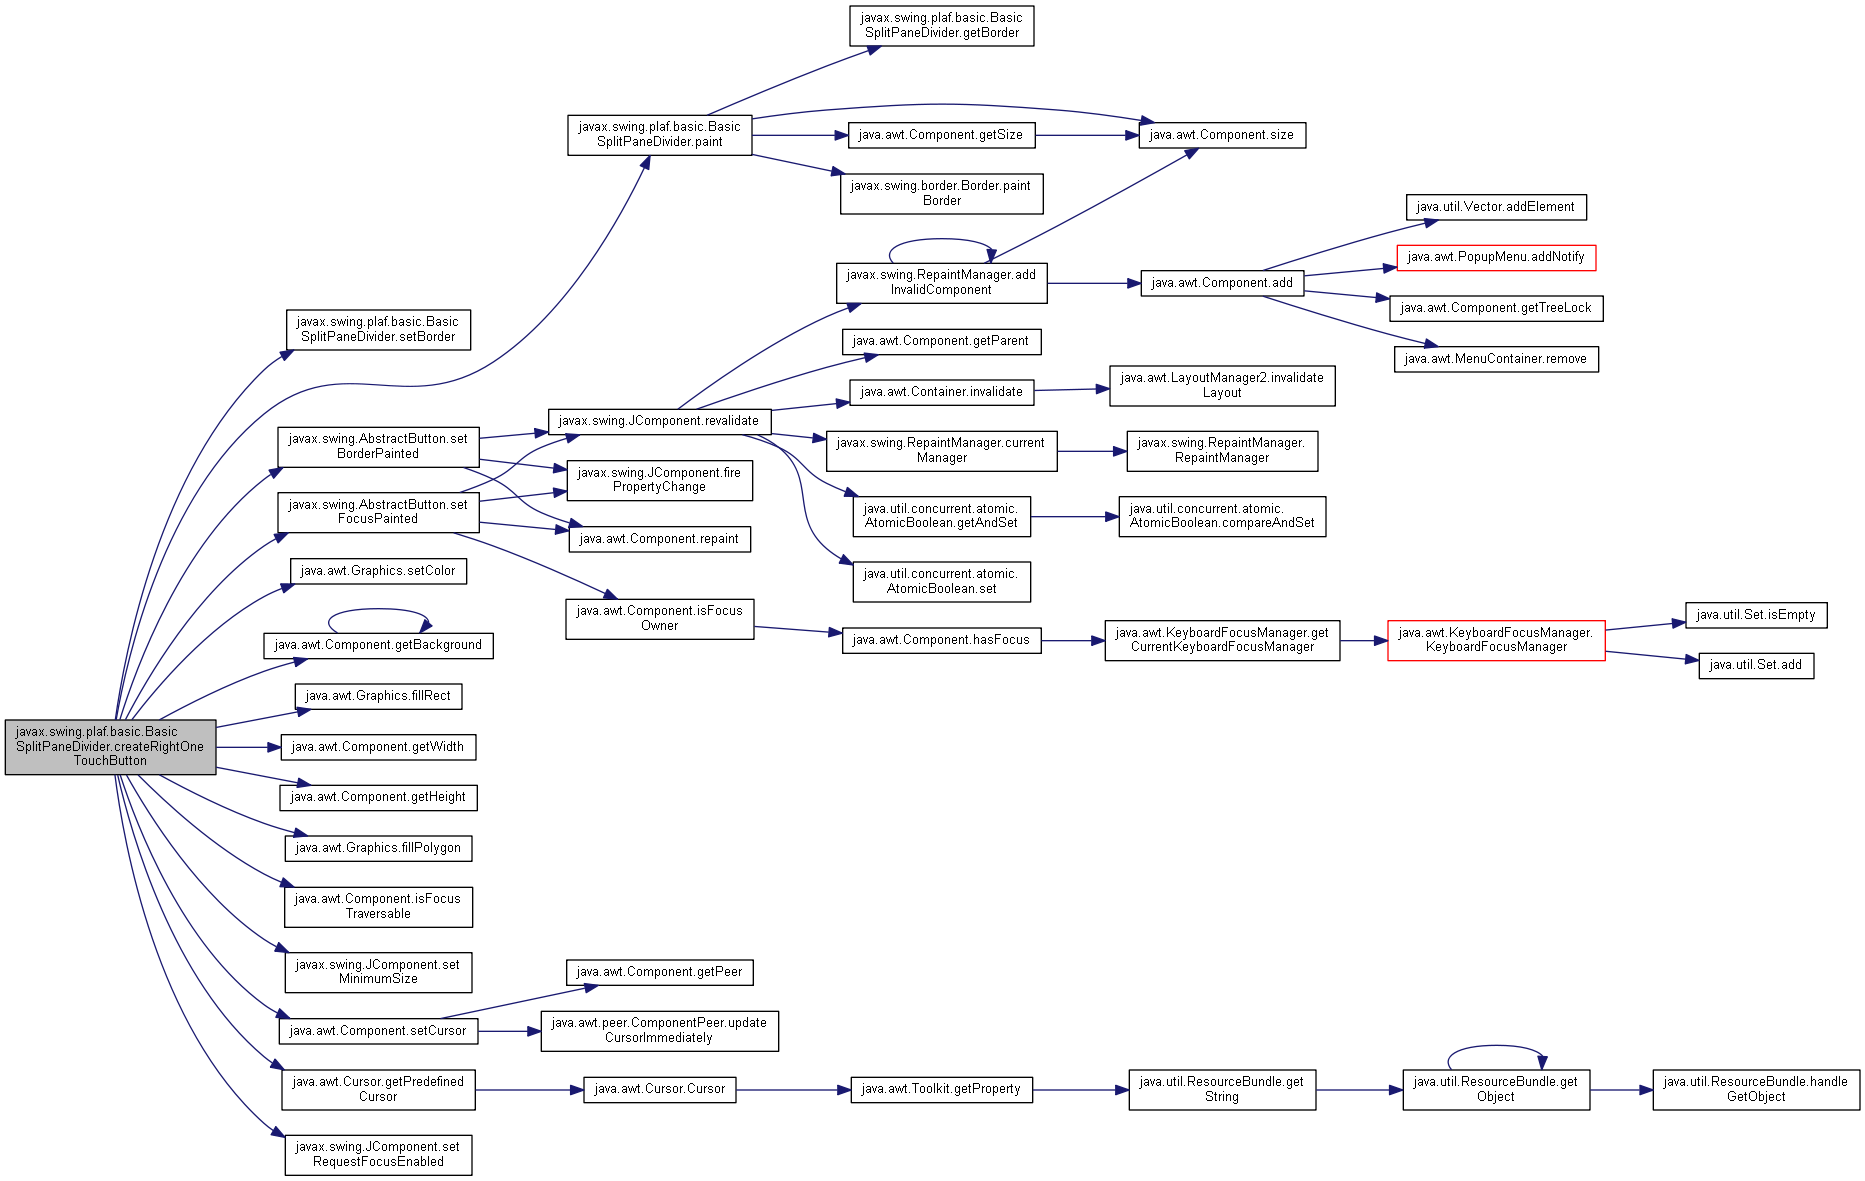 javax.swing.plaf.basic.Basic
SplitPaneDivider.createRightOne
TouchButton
javax.swing.plaf.basic.Basic
SplitPaneDivider.setBorder
javax.swing.AbstractButton.set
BorderPainted
javax.swing.AbstractButton.set
FocusPainted
java.awt.Graphics.setColor
java.awt.Component.getBackground
java.awt.Graphics.fillRect
java.awt.Component.getWidth
java.awt.Component.getHeight
java.awt.Graphics.fillPolygon
java.awt.Component.isFocus
Traversable
javax.swing.JComponent.set
MinimumSize
java.awt.Component.setCursor
java.awt.Cursor.getPredefined
Cursor
javax.swing.JComponent.set
RequestFocusEnabled
javax.swing.plaf.basic.Basic
SplitPaneDivider.paint
javax.swing.JComponent.revalidate
javax.swing.JComponent.fire
PropertyChange
java.awt.Component.repaint
java.awt.Component.isFocus
Owner
java.awt.Component.getPeer
java.awt.peer.ComponentPeer.update
CursorImmediately
java.awt.Cursor.Cursor
javax.swing.plaf.basic.Basic
SplitPaneDivider.getBorder
java.awt.Component.getSize
javax.swing.border.Border.paint
Border
javax.swing.RepaintManager.add
InvalidComponent
java.awt.Component.getParent
java.awt.Container.invalidate
javax.swing.RepaintManager.current
Manager
java.util.concurrent.atomic.
AtomicBoolean.getAndSet
java.util.concurrent.atomic.
AtomicBoolean.set
java.awt.Component.hasFocus
java.awt.Toolkit.getProperty
java.awt.Component.size
java.awt.Component.add
java.awt.LayoutManager2.invalidate
Layout
javax.swing.RepaintManager.
RepaintManager
java.util.concurrent.atomic.
AtomicBoolean.compareAndSet
java.awt.KeyboardFocusManager.get
CurrentKeyboardFocusManager
java.util.ResourceBundle.get
String
java.util.Vector.addElement
java.awt.PopupMenu.addNotify
java.awt.Component.getTreeLock
java.awt.MenuContainer.remove
java.awt.KeyboardFocusManager.
KeyboardFocusManager
java.util.ResourceBundle.get
Object
java.util.Set.isEmpty
java.util.Set.add
java.util.ResourceBundle.handle
GetObject